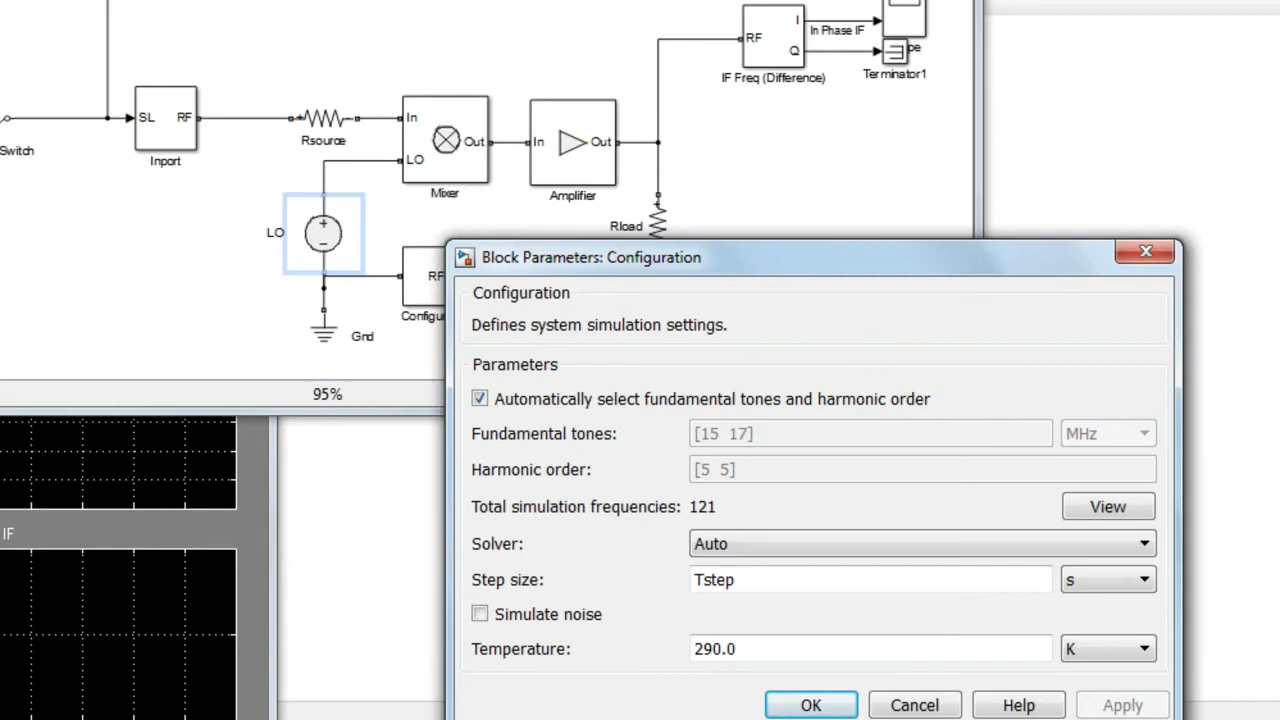 I
In Phase IF
RF
Q
pe
IF Freq (Difference)
Terminator1
SL RF
In
Out
In
Out
Switch
Rsource
LO
Inport
Mixer
Amplifier
LO
Rload
RF
Configu
Gnd
95%
IF
Block Parameters: Configuration
Configuration
Defines system simulation settings.
Parameters
Automatically select fundamental tones and harmonic order
Fundamental tones: [15 17] MHz
Harmonic order: [5 5]
Total simulation frequencies: 121 View
Solver: Auto
Step size: Tstep s
Simulate noise
Temperature: 290.0 K
OK Cancel Help Apply